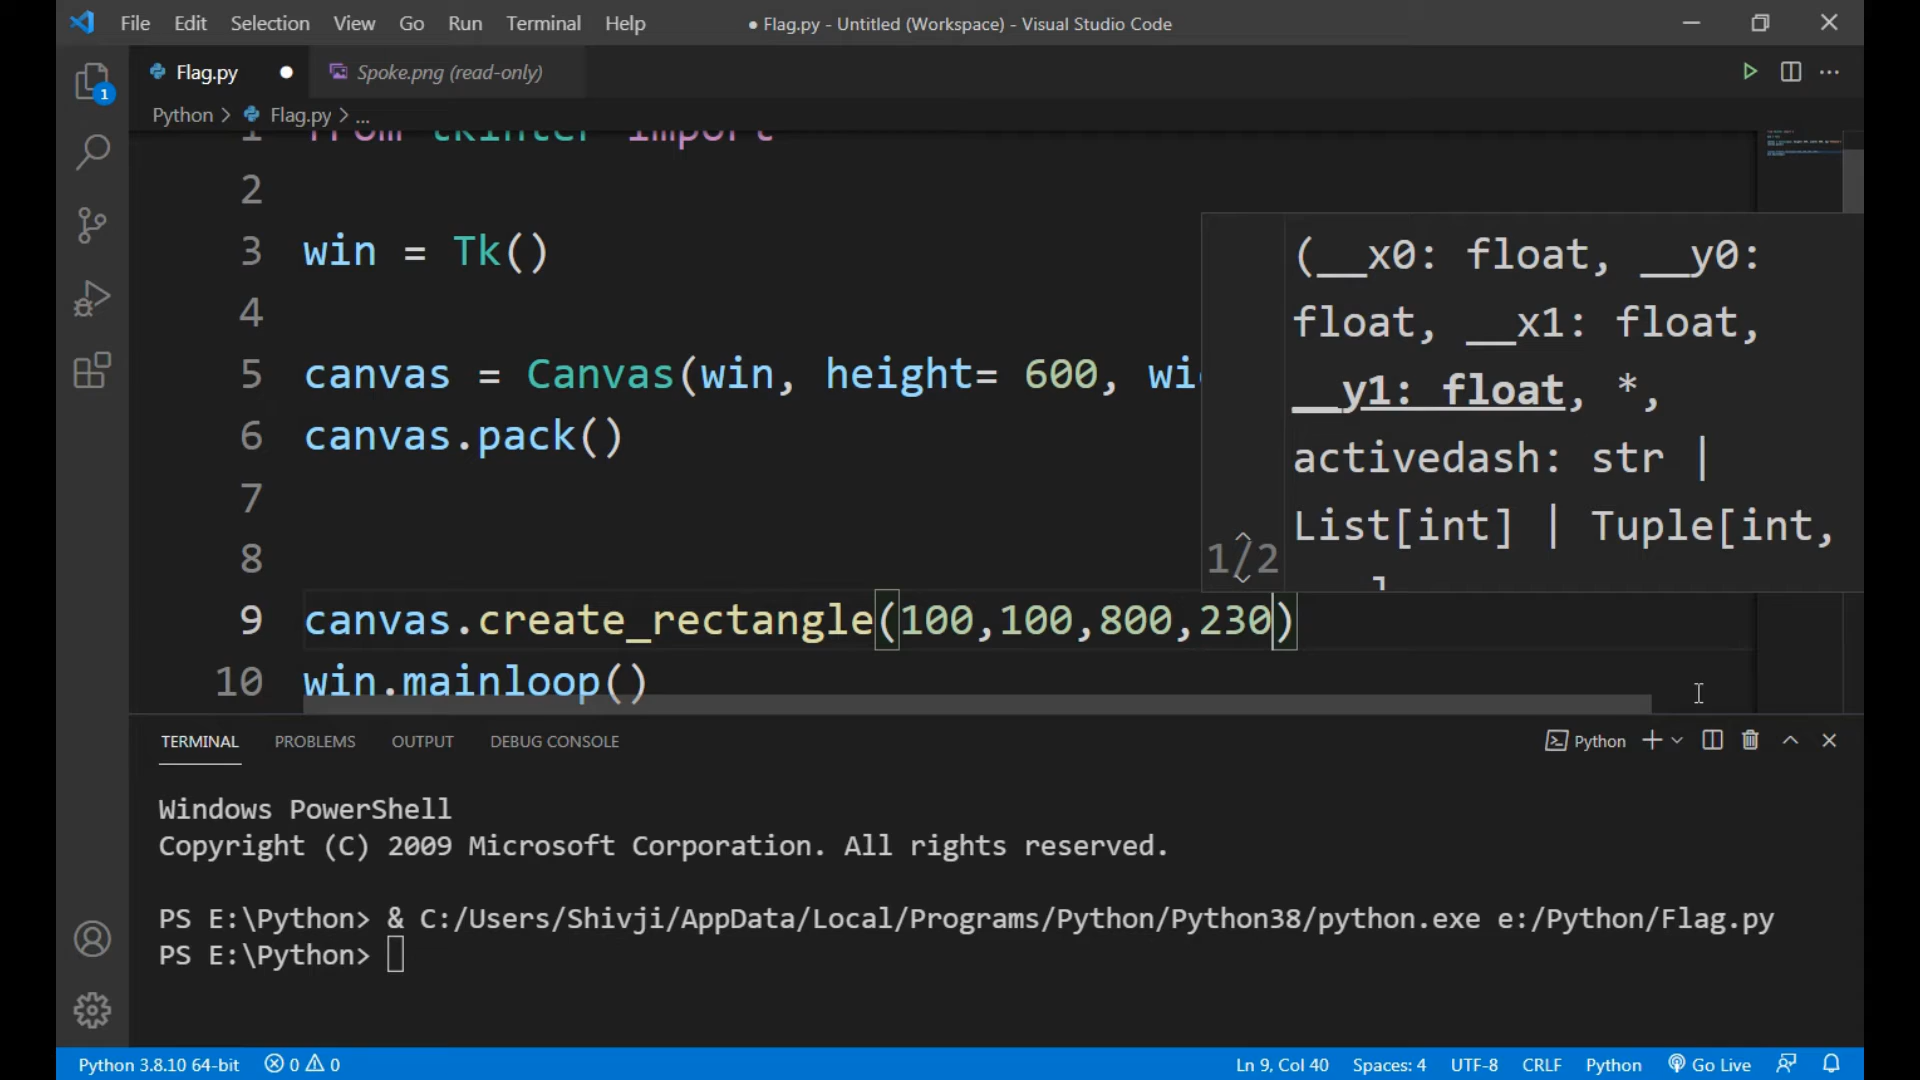 File Edit Selection View Go Run Terminal Help ● Flag.py - Untitled (Workspace) - Visual Studio Code
Flag.py ● Spoke.png (read-only)
1
Python > Flag.py > ...
1 from tkinter import
2
3 win = Tk()
4
5 canvas = Canvas(win, height= 600,
6 canvas.pack()
7
8
9 canvas.create_rectangle(100,100,800,230)
10 win.mainloop()
(__x0: float, __y0:
float, __x1: float,
__y1: float, *,
activedash: str |
List[int] | Tuple[int,
1/2
TERMINAL PROBLEMS OUTPUT DEBUG CONSOLE Python
Windows PowerShell
Copyright (C) 2009 Microsoft Corporation. All rights reserved.
PS E:\Python> & C:/Users/Shivji/AppData/Local/Programs/Python/Python38/python.exe e:/Python/Flag.py
PS E:\Python>
Python 3.8.10 64-bit 0 0 Ln 9, Col 40 Spaces: 4 UTF-8 CRLF Python Go Live